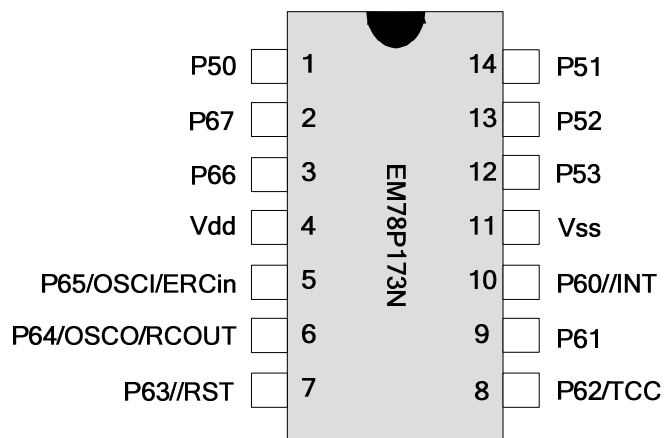 P50 1 14 P51
P67 2 13 P52
P66 3 12 P53
Vdd 4 11 Vss
P65/OSCI/ERCin 5 10 P60//INT
P64/OSCO/RCOUT 6 9 P61
P63//RST 7 8 P62/TCC
EM78P173N